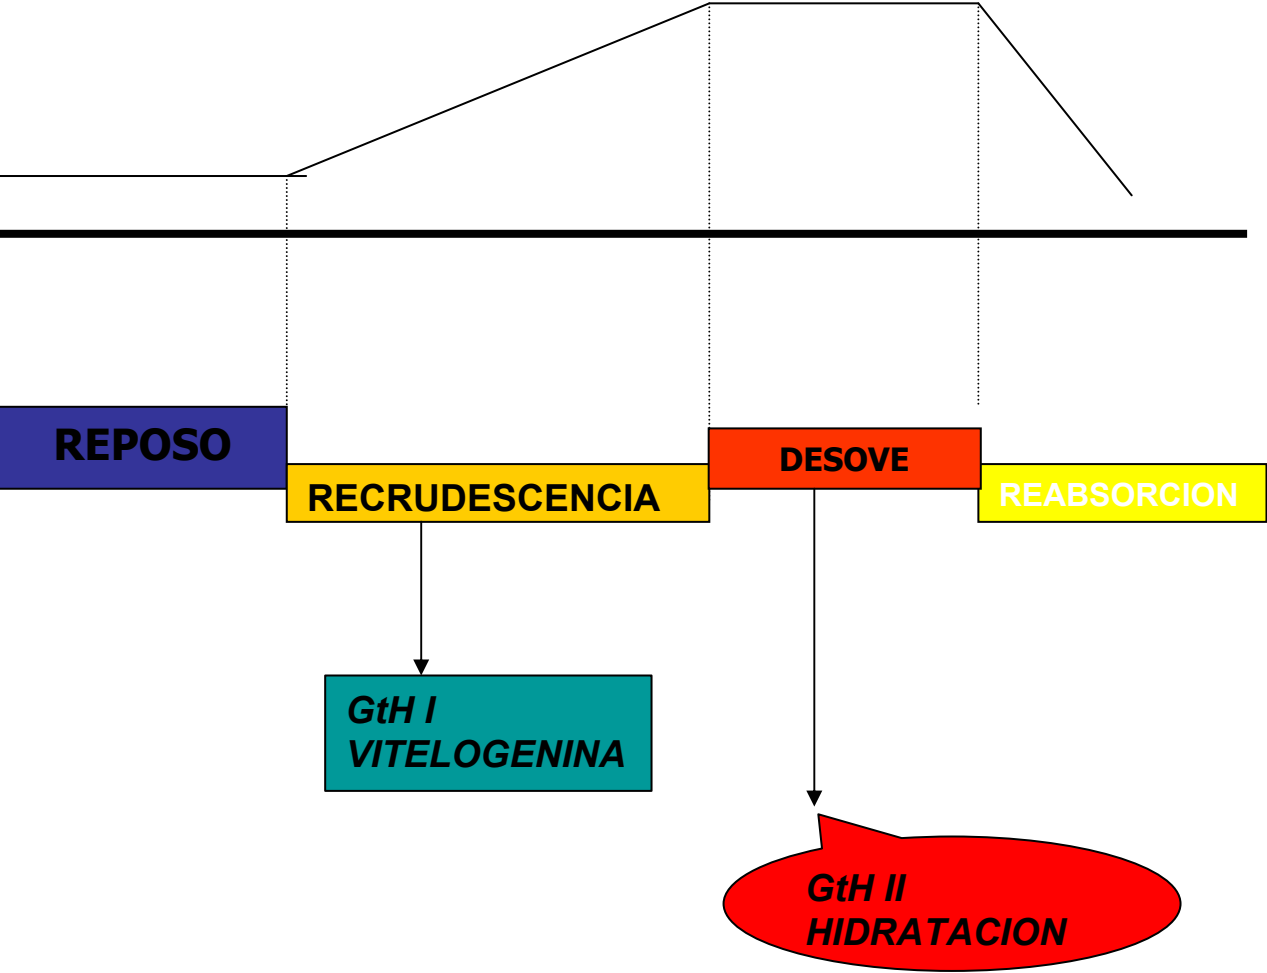 REPOSO
RECRUDESCENCIA
DESOVE
REABSORCION
GtH I
VITELOGENINA
GtH II
HIDRATACION